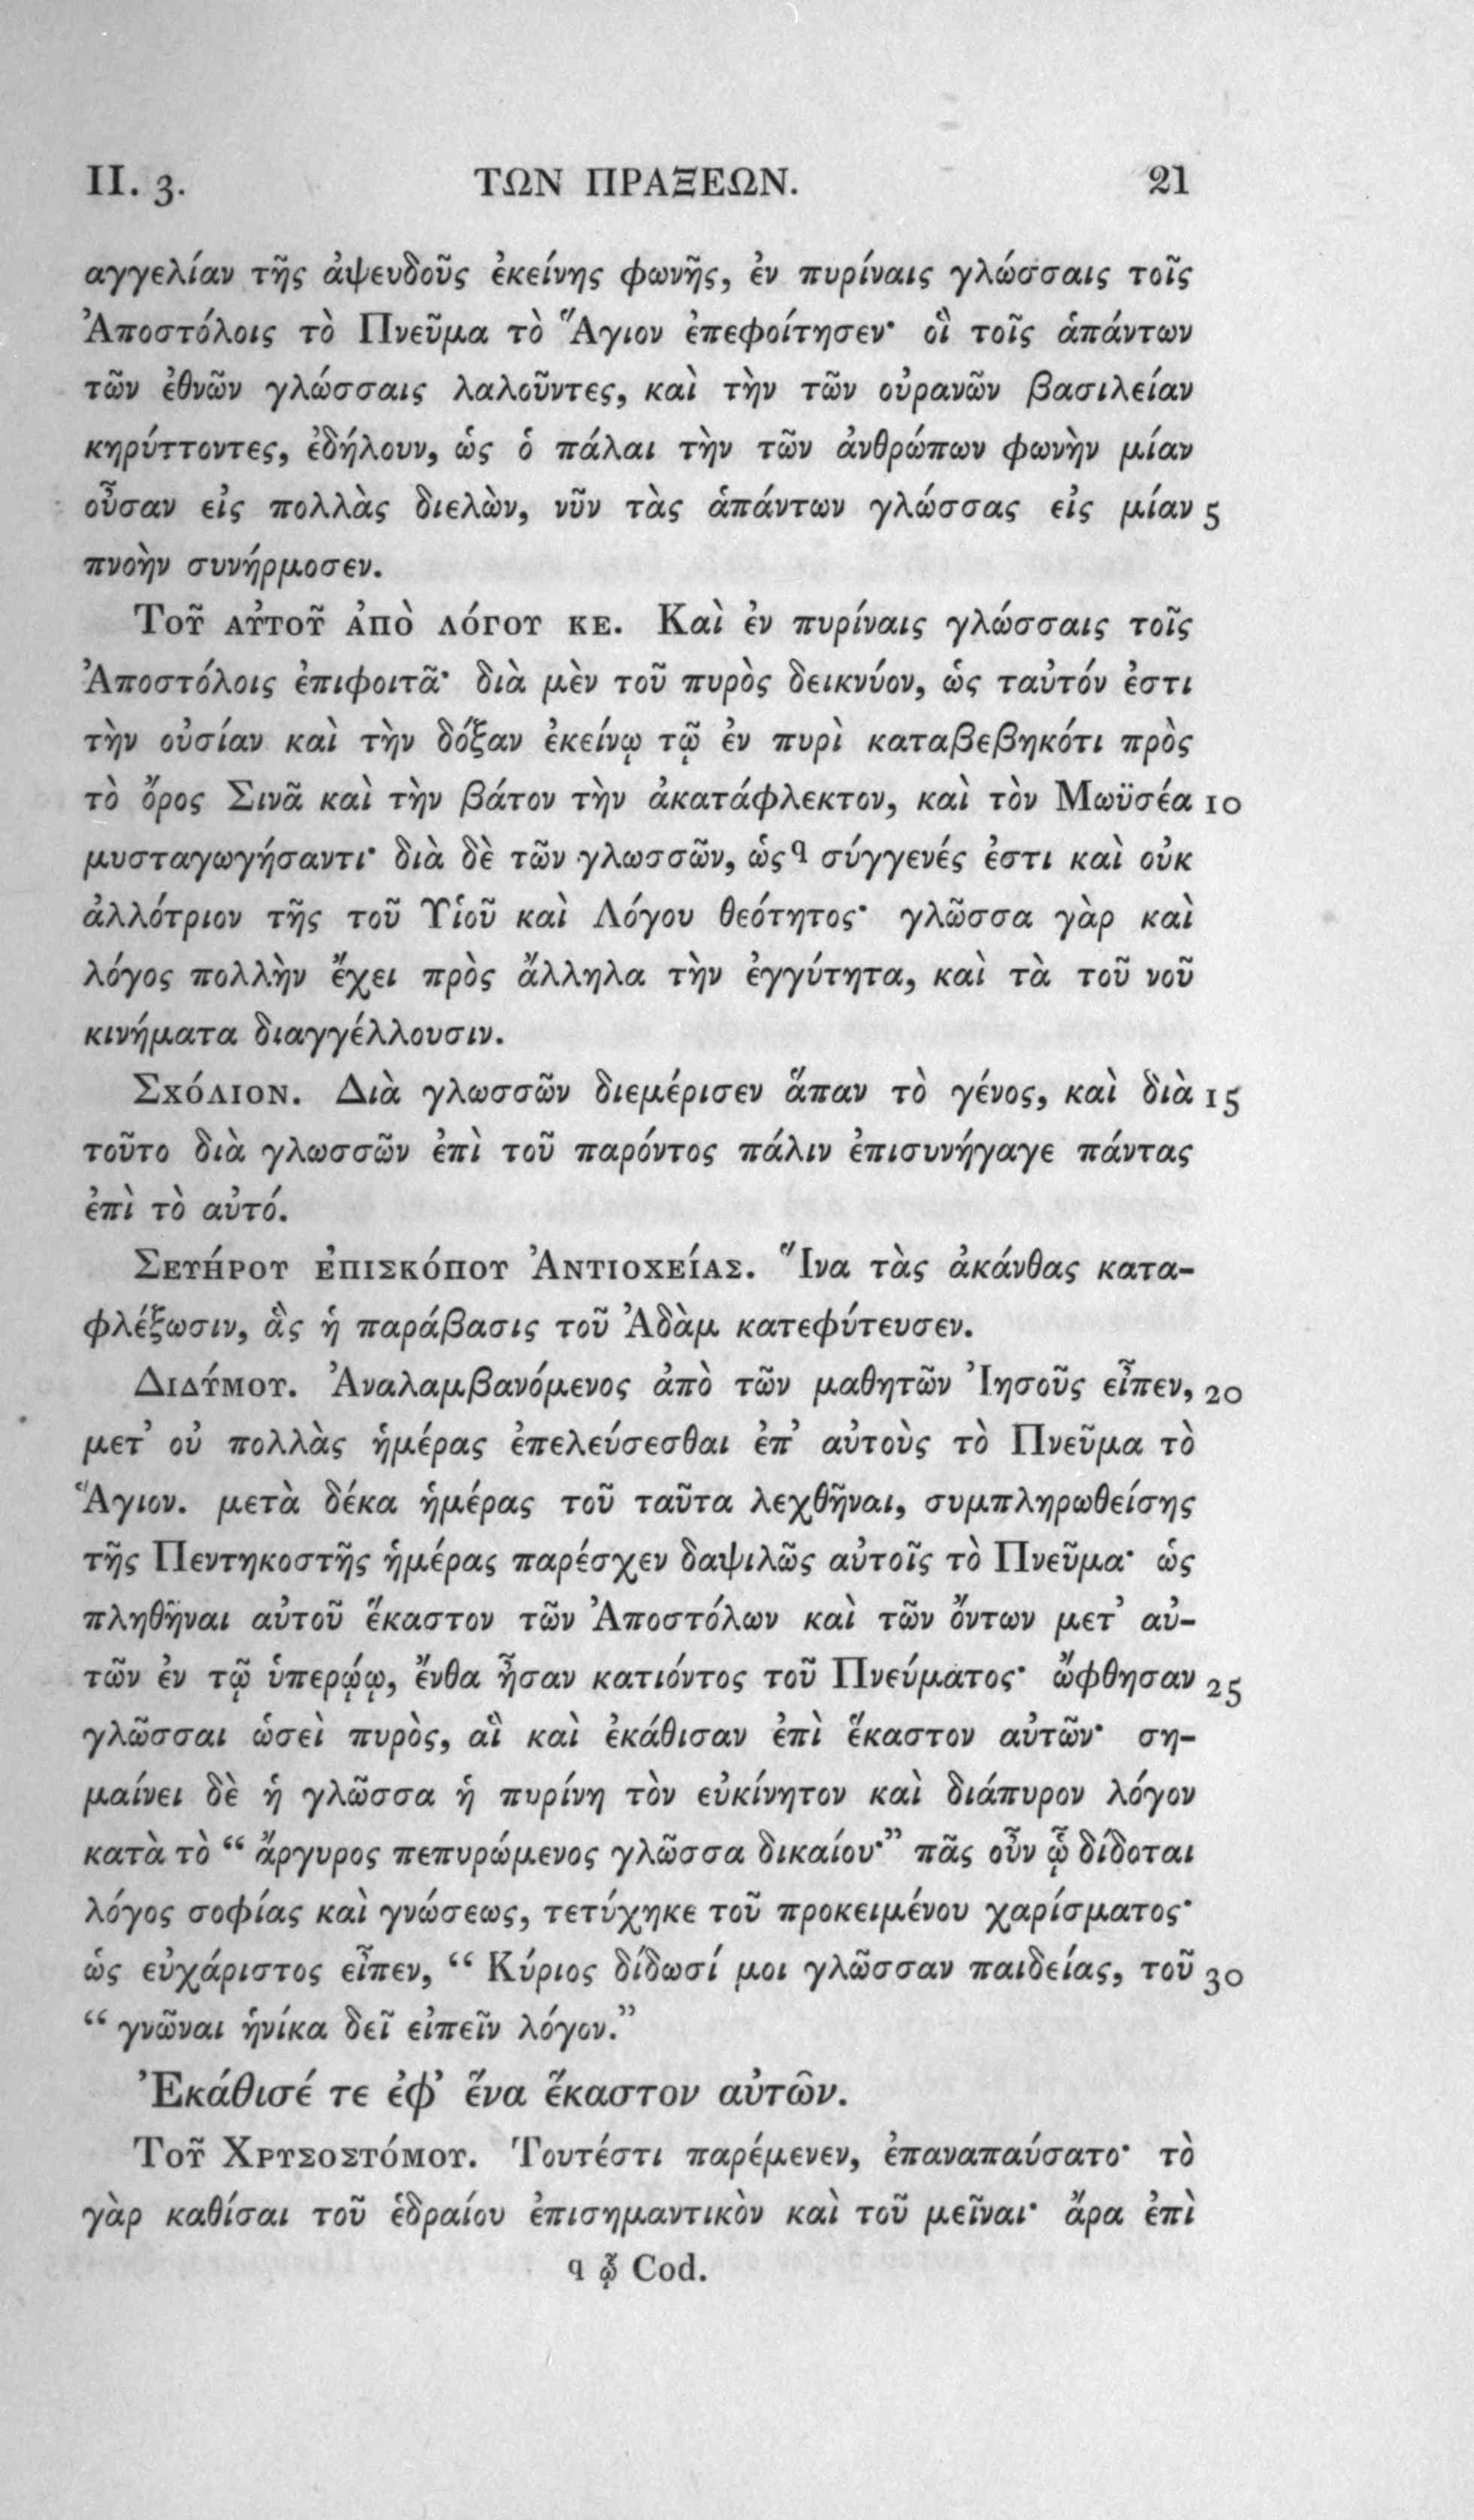 II. 3. ΤΩΝ ΠΡΑΞΕΩΝ. 21
αγγελίαν τῆς ἀψευδοῦς ἐκείνης φωνῆς, ἐν πυρίναις γλώσσαις τοῖς
Ἀποστόλοις τὸ Πνεῦμα τὸ Ἅγιον ἐπεφοίτησεν· οἳ τοῖς ἁπάντων
τῶν ἐθνῶν γλώσσαις λαλοῦντες, καὶ τὴν τῶν οὐρανῶν βασιλείαν
κηρύττοντες, ἐδήλουν, ὡς ὁ πάλαι τὴν τῶν ἀνθρώπων φωνὴν μίαν
οὖσαν εἰς πολλὰς διελὼν, νῦν τὰς ἁπάντων γλώσσας εἰς μίαν 5
πνοὴν συνήρμοσεν.
Τοῦ αὐτοῦ ἀπὸ λόγου κε. Καὶ ἐν πυρίναις γλώσσαις τοῖς
Ἀποστόλοις ἐπιφοιτᾷ· διὰ μὲν τοῦ πυρὸς δεικνύον, ὡς ταὐτόν ἐστι
τὴν οὐσίαν καὶ τὴν δόξαν ἐκείνῳ τῷ ἐν πυρὶ καταβεβηκότι πρὸς
τὸ ὄρος Σινᾶ καὶ τὴν βάτον τὴν ἀκατάφλεκτον, καὶ τὸν Μωϋσέα 10
μυσταγωγήσαντι· διὰ δὲ τῶν γλωσσῶν, ὡς q σύγγενές ἐστι καὶ οὐκ
ἀλλότριον τῆς τοῦ Υἱοῦ καὶ Λόγου θεότητος· γλῶσσα γὰρ καὶ
λόγος πολλὴν ἔχει πρὸς ἄλληλα τὴν ἐγγύτητα, καὶ τὰ τοῦ νοῦ
κινήματα διαγγέλλουσιν.
Σχόλιον. Διὰ γλωσσῶν διεμέρισεν ἅπαν τὸ γένος, καὶ διὰ 15
τοῦτο διὰ γλωσσῶν ἐπὶ τοῦ παρόντος πάλιν ἐπισυνήγαγε πάντας
ἐπὶ τὸ αὐτό.
Σευήρου ἐπισκόπου Ἀντιοχείας. Ἵνα τὰς ἀκάνθας κατα-
φλέξωσιν, ἃς ἡ παράβασις τοῦ Ἀδὰμ κατεφύτευσεν.
Διδύμου. Ἀναλαμβανόμενος ἀπὸ τῶν μαθητῶν Ἰησοῦς εἶπεν, 20
μετ’ οὐ πολλὰς ἡμέρας ἐπελεύσεσθαι ἐπ’ αὐτοὺς τὸ Πνεῦμα τὸ
Ἅγιον. μετὰ δέκα ἡμέρας τοῦ ταῦτα λεχθῆναι, συμπληρωθείσης
τῆς Πεντηκοστῆς ἡμέρας παρέσχεν δαψιλῶς αὐτοῖς τὸ Πνεῦμα· ὡς
πληθῆναι αὐτοῦ ἕκαστον τῶν Ἀποστόλων καὶ τῶν ὄντων μετ’ αὐ-
τῶν ἐν τῷ ὑπερῴῳ, ἔνθα ἦσαν κατιόντος τοῦ Πνεύματος· ὤφθησαν 25
γλῶσσαι ὡσεὶ πυρὸς, αἳ καὶ ἐκάθισαν ἐπὶ ἕκαστον αὐτῶν· ση-
μαίνει δὲ ἡ γλῶσσα ἡ πυρίνη τὸν εὐκίνητον καὶ διάπυρον λόγον
κατὰ τὸ “ ἄργυρος πεπυρώμενος γλῶσσα δικαίου·” πᾶς οὖν ᾧ δίδοται
λόγος σοφίας καὶ γνώσεως, τετύχηκε τοῦ προκειμένου χαρίσματος·
ὡς εὐχάριστος εἶπεν, “ Κύριος δίδωσί μοι γλῶσσαν παιδείας, τοῦ 30
“ γνῶναι ἡνίκα δεῖ εἰπεῖν λόγον.”
Ἐκάθισέ τε ἐφ’ ἕνα ἕκαστον αὐτῶν.
Τοῦ Χρυσοστόμου. Τουτέστι παρέμενεν, ἐπαναπαύσατο· τὸ
γὰρ καθίσαι τοῦ ἑδραίου ἐπισημαντικὸν καὶ τοῦ μεῖναι· ἄρα ἐπὶ
q ᾧ Cod.